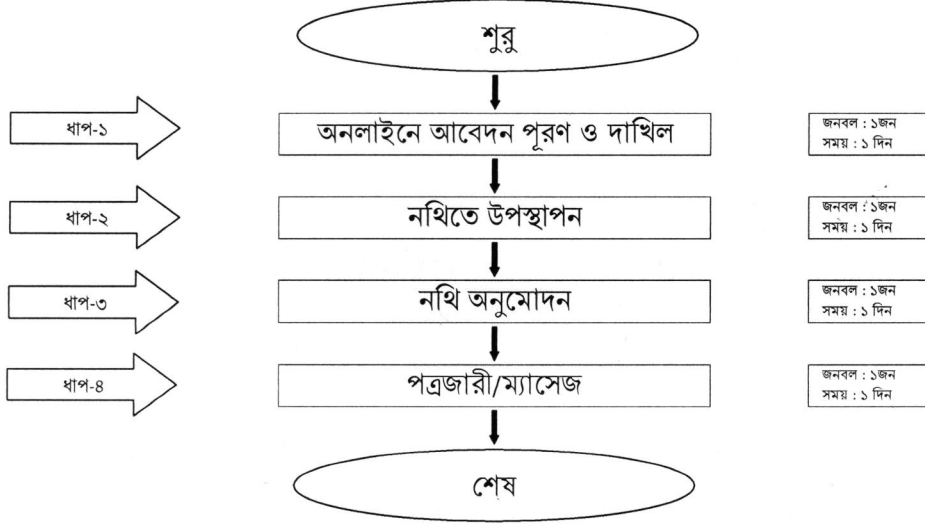 শুরু
ধাপ-১
অনলাইনে আবেদন পূরণ ও দাখিল
জনবল : ১জন
সময় : ১ দিন
ধাপ-২
নথিতে উপস্থাপন
জনবল : ১জন
সময় : ১ দিন
ধাপ-৩
নথি অনুমোদন
জনবল : ১জন
সময় : ১ দিন
ধাপ-৪
পত্রজারী/ম্যাসেজ
জনবল : ১জন
সময় : ১ দিন
শেষ